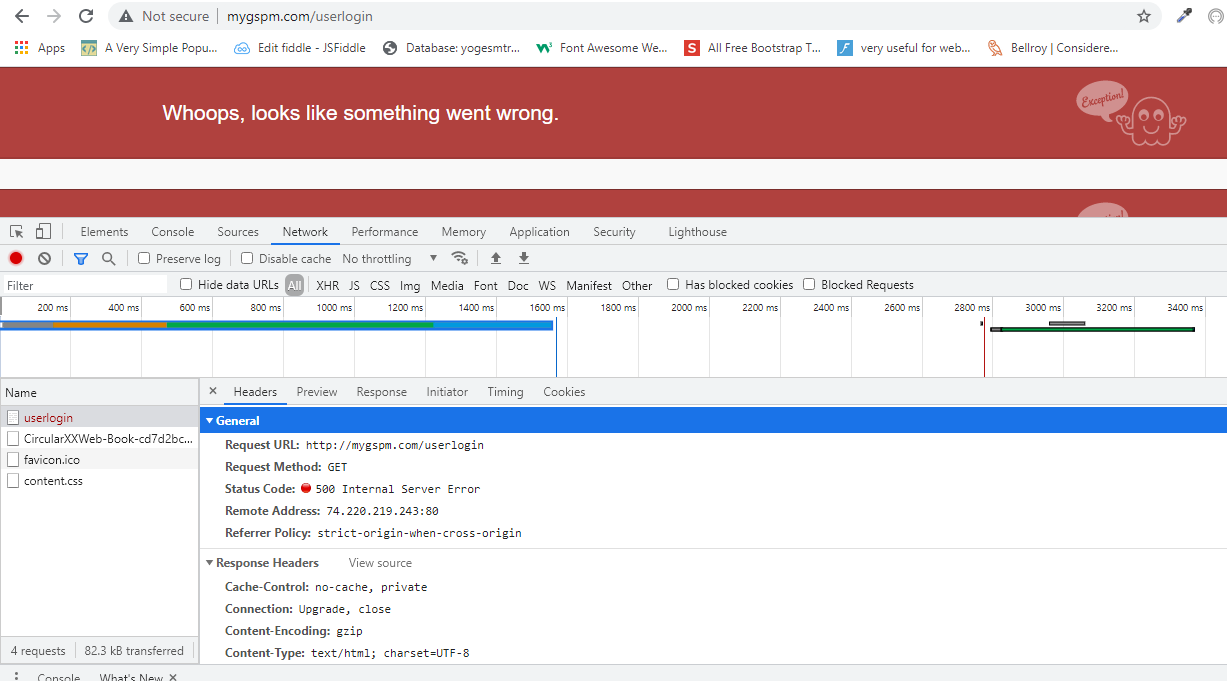 Not secure mygspm.com/userlogin
Apps A Very Simple Popu... Edit fiddle - JSFiddle Database: yogesmtr... Font Awesome We... S All Free Bootstrap T... very useful for web... Bellroy | Considere...
Whoops, looks like something went wrong.
Exception!
Elements Console Sources Network Performance Memory Application Security Lighthouse
Preserve log Disable cache No throttling
Filter Hide data URLs All XHR JS CSS Img Media Font Doc WS Manifest Other Has blocked cookies Blocked Requests
200 ms 400 ms 600 ms 800 ms 1000 ms 1200 ms 1400 ms 1600 ms 1800 ms 2000 ms 2200 ms 2400 ms 2600 ms 2800 ms 3000 ms 3200 ms 3400 ms
Name Headers Preview Response Initiator Timing Cookies
userlogin
CircularXXWeb-Book-cd7d2bc...
favicon.ico
content.css
General
Request URL: http://mygspm.com/userlogin
Request Method: GET
Status Code: 500 Internal Server Error
Remote Address: 74.220.219.243:80
Referrer Policy: strict-origin-when-cross-origin
Response Headers View source
Cache-Control: no-cache, private
Connection: Upgrade, close
Content-Encoding: gzip
Content-Type: text/html; charset=UTF-8
4 requests 82.3 kB transferred
Console What's New